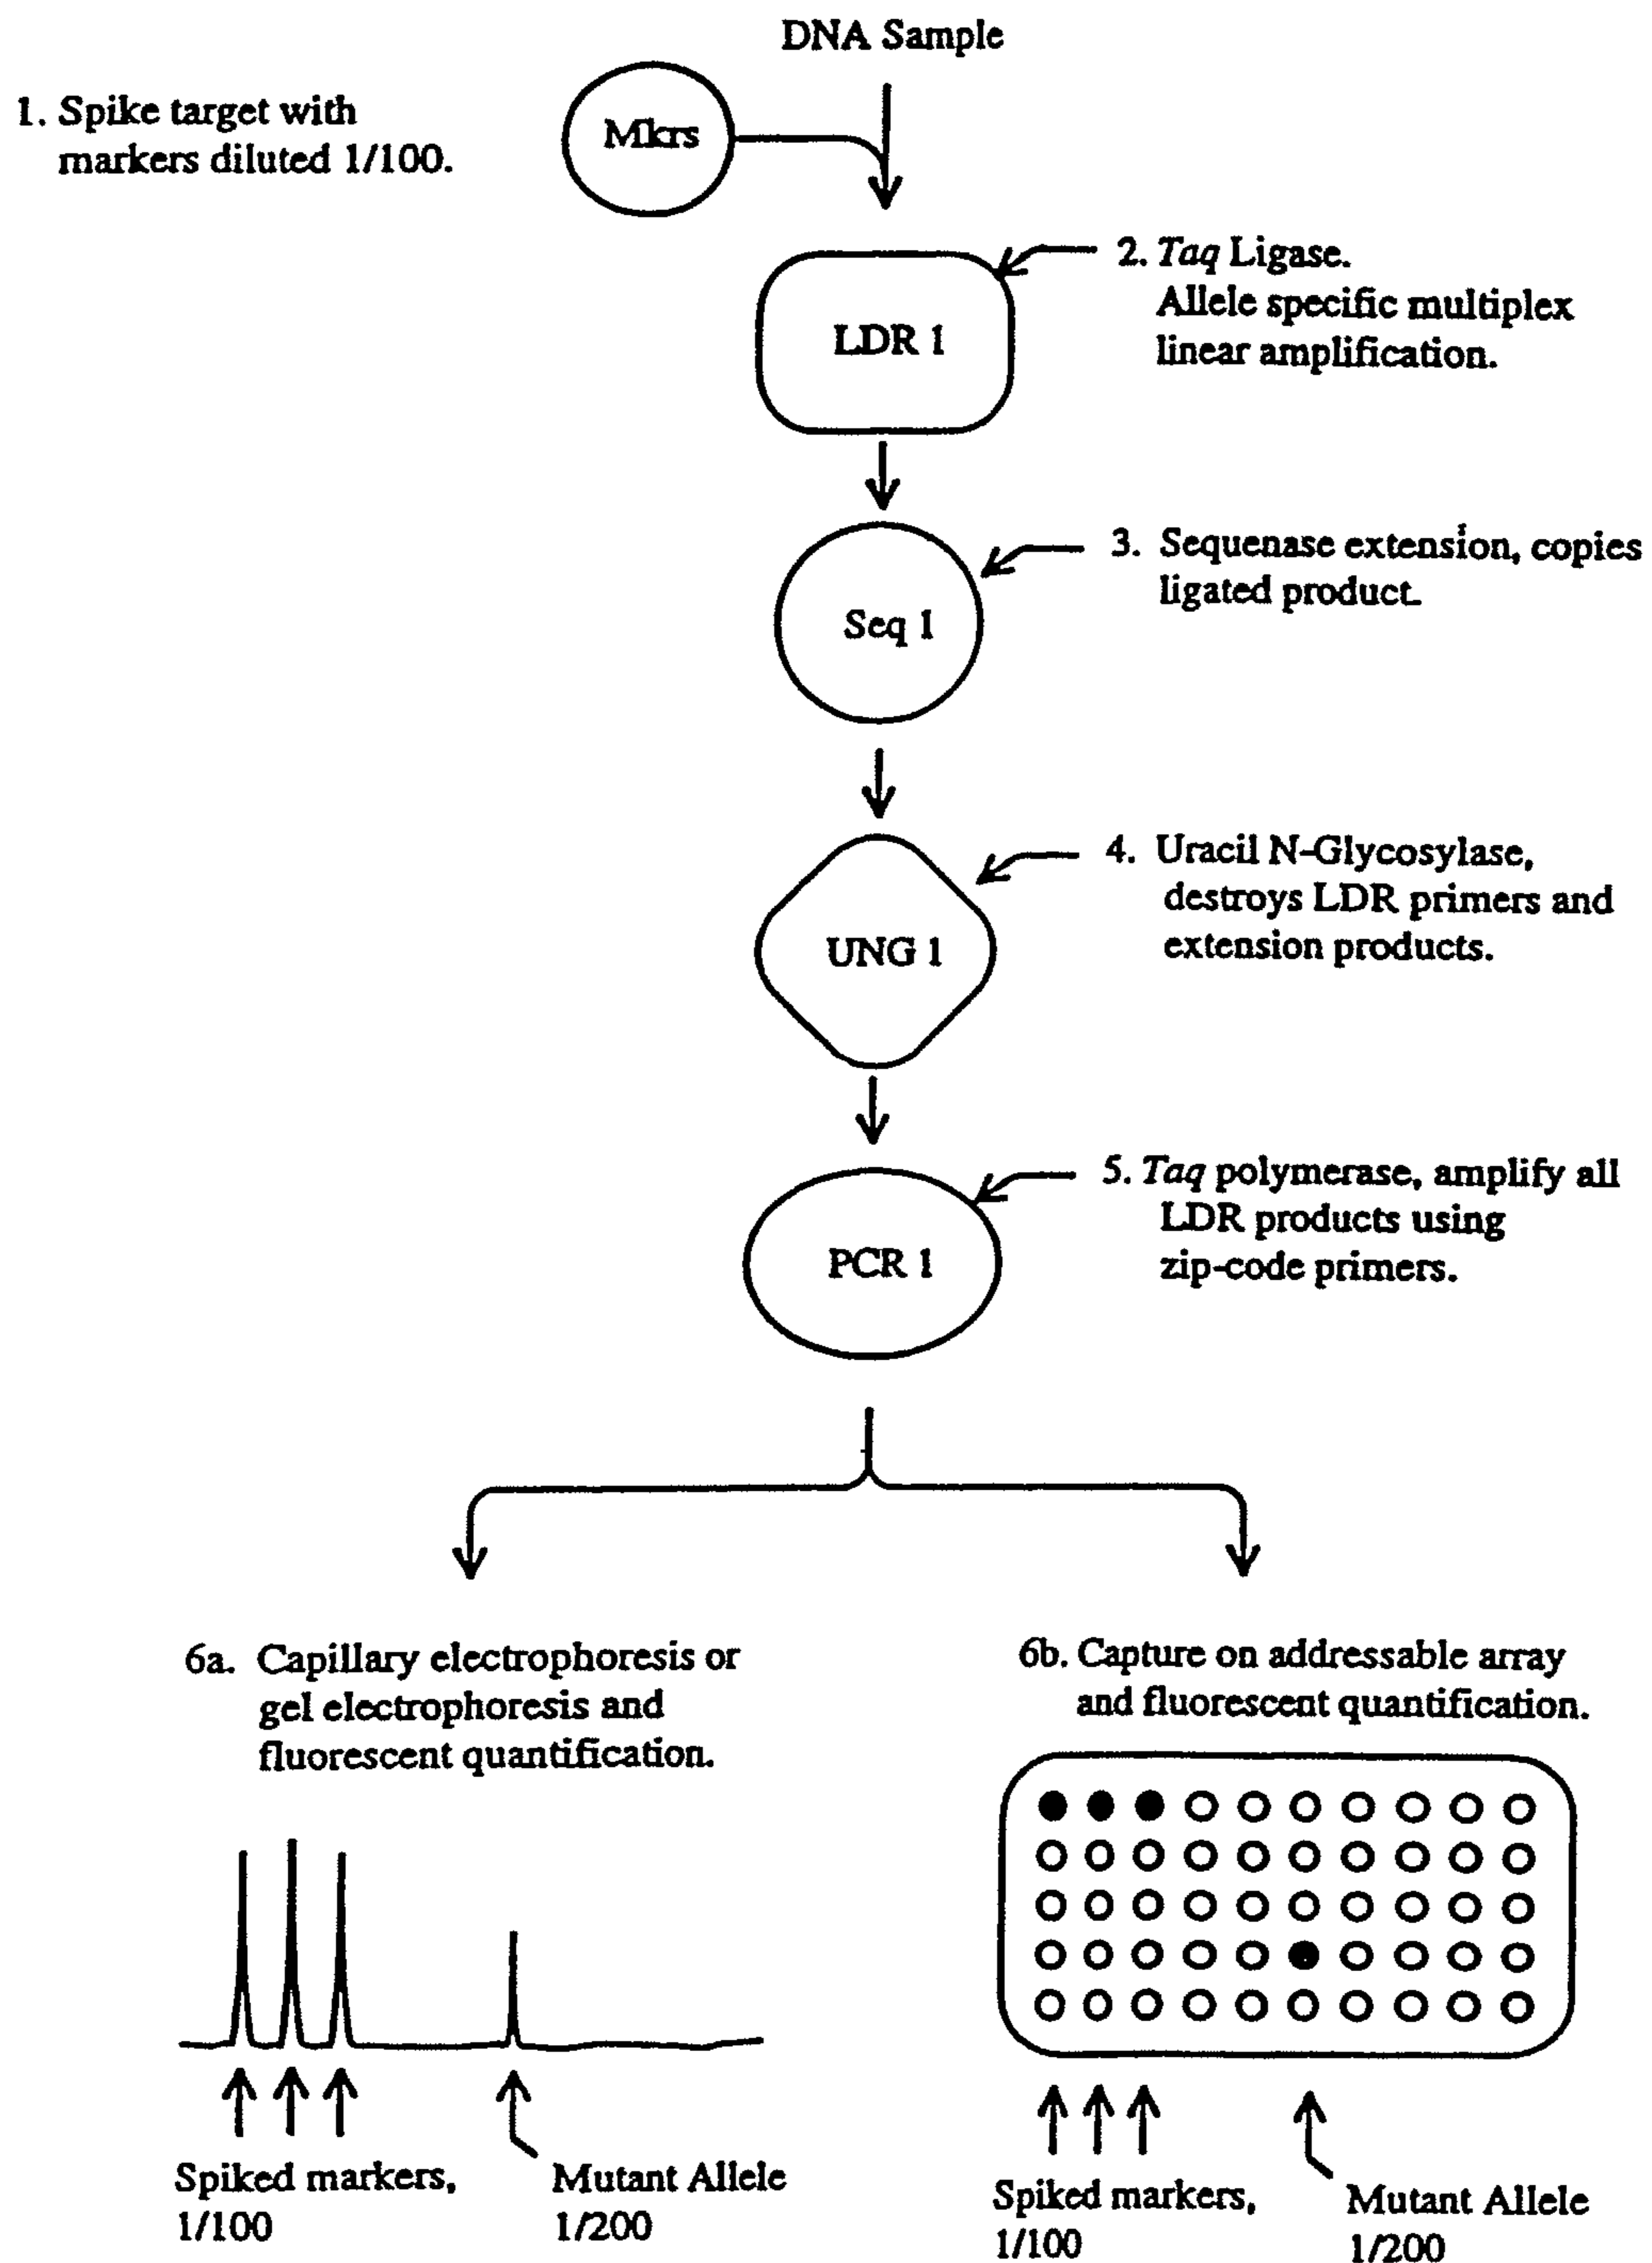 DNA Sample
1. Spike target with
markers diluted 1/100.
Mkrs
2. Taq Ligase.
Allele specific multiplex
linear amplification.
LDR 1
3. Sequenase extension, copies
ligated product.
Seq 1
4. Uracil N-Glycosylase,
destroys LDR primers and
extension products.
UNG 1
5. Taq polymerase, amplify all
LDR products using
zip-code primers.
PCR 1
6a. Capillary electrophoresis or
gel electrophoresis and
fluorescent quantification.
6b. Capture on addressable array
and fluorescent quantification.
Spiked markers,
1/100
Mutant Allele
1/200
Spiked markers,
1/100
Mutant Allele
1/200